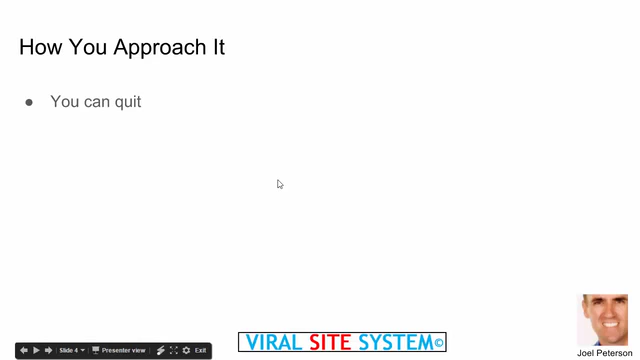 How You Approach It
● You can quit
Slide 4
Presenter view
Exit
VIRAL SITE SYSTEM©
Joel Peterson